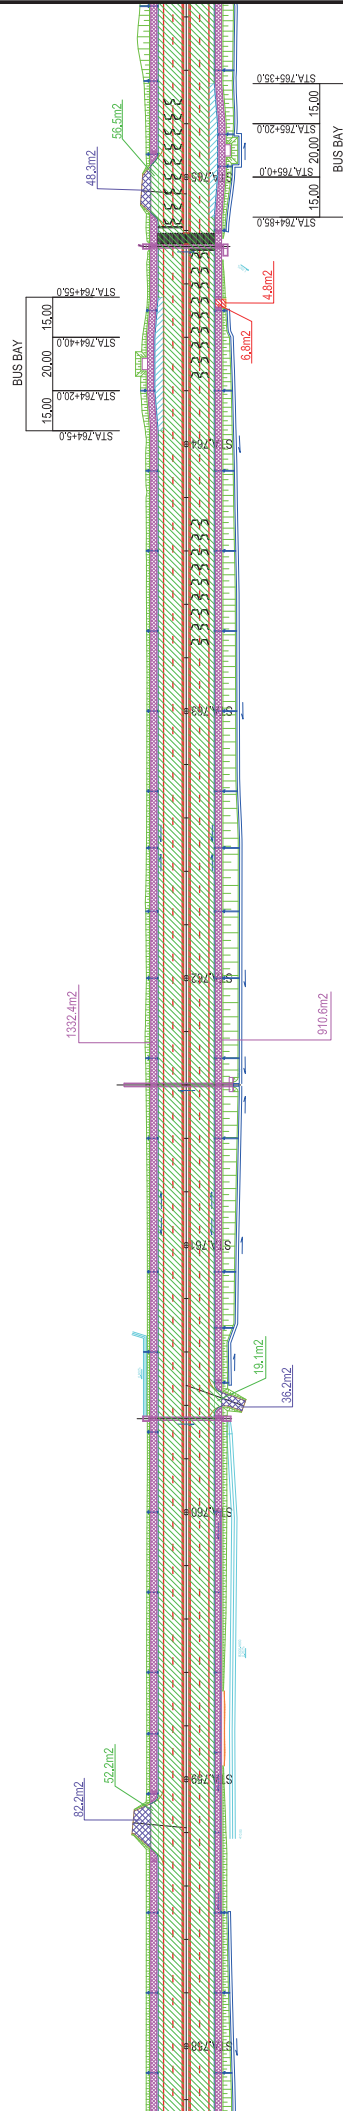 STA.765+35.0
15,00
STA.765+20.0
20,00
STA.765+0.0
15,00
STA.764+85.0
BUS BAY
56.5m2
48.3m2
STA.765
4.8m2
6.8m2
STA.764+55.0
15,00
STA.764+40.0
20,00
STA.764+20.0
15,00
STA.764+5.0
BUS BAY
STA.764
STA.763
STA.762
1332.4m2
910.6m2
STA.761
19.1m2
36.2m2
STA.760
STA.759
52.2m2
82.2m2
STA.758